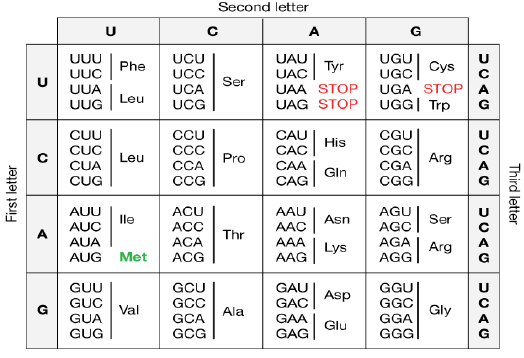 Second letter
U C A G
First letter
Third letter
U
UUU UUC Phe
UUA UUG Leu
UCU UCC UCA UCG Ser
UAU UAC Tyr
UAA STOP
UAG STOP
UGU UGC Cys
UGA STOP
UGG Trp
U C A G
C
CUU CUC CUA CUG Leu
CCU CCC CCA CCG Pro
CAU CAC His
CAA CAG Gln
CGU CGC CGA CGG Arg
U C A G
A
AUU AUC AUA Ile
AUG Met
ACU ACC ACA ACG Thr
AAU AAC Asn
AAA AAG Lys
AGU AGC Ser
AGA AGG Arg
U C A G
G
GUU GUC GUA GUG Val
GCU GCC GCA GCG Ala
GAU GAC Asp
GAA GAG Glu
GGU GGC GGA GGG Gly
U C A G